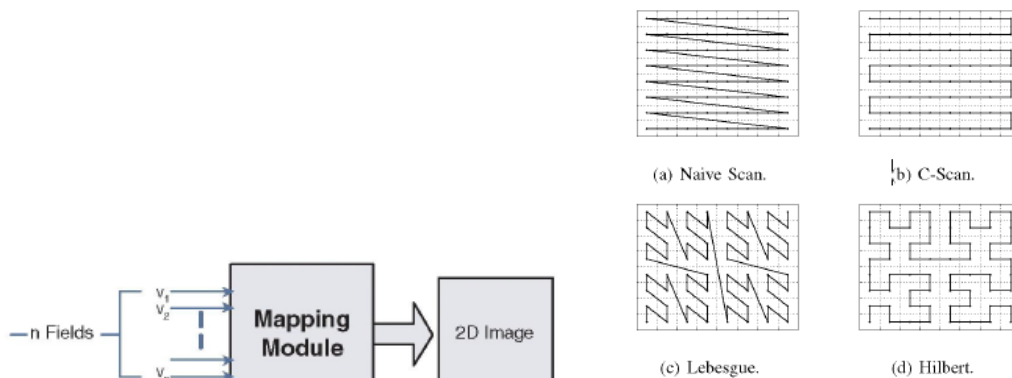 (a) Naive Scan.
(b) C-Scan.
n Fields
V1
V2
Mapping
Module
2D Image
(c) Lebesgue.
(d) Hilbert.